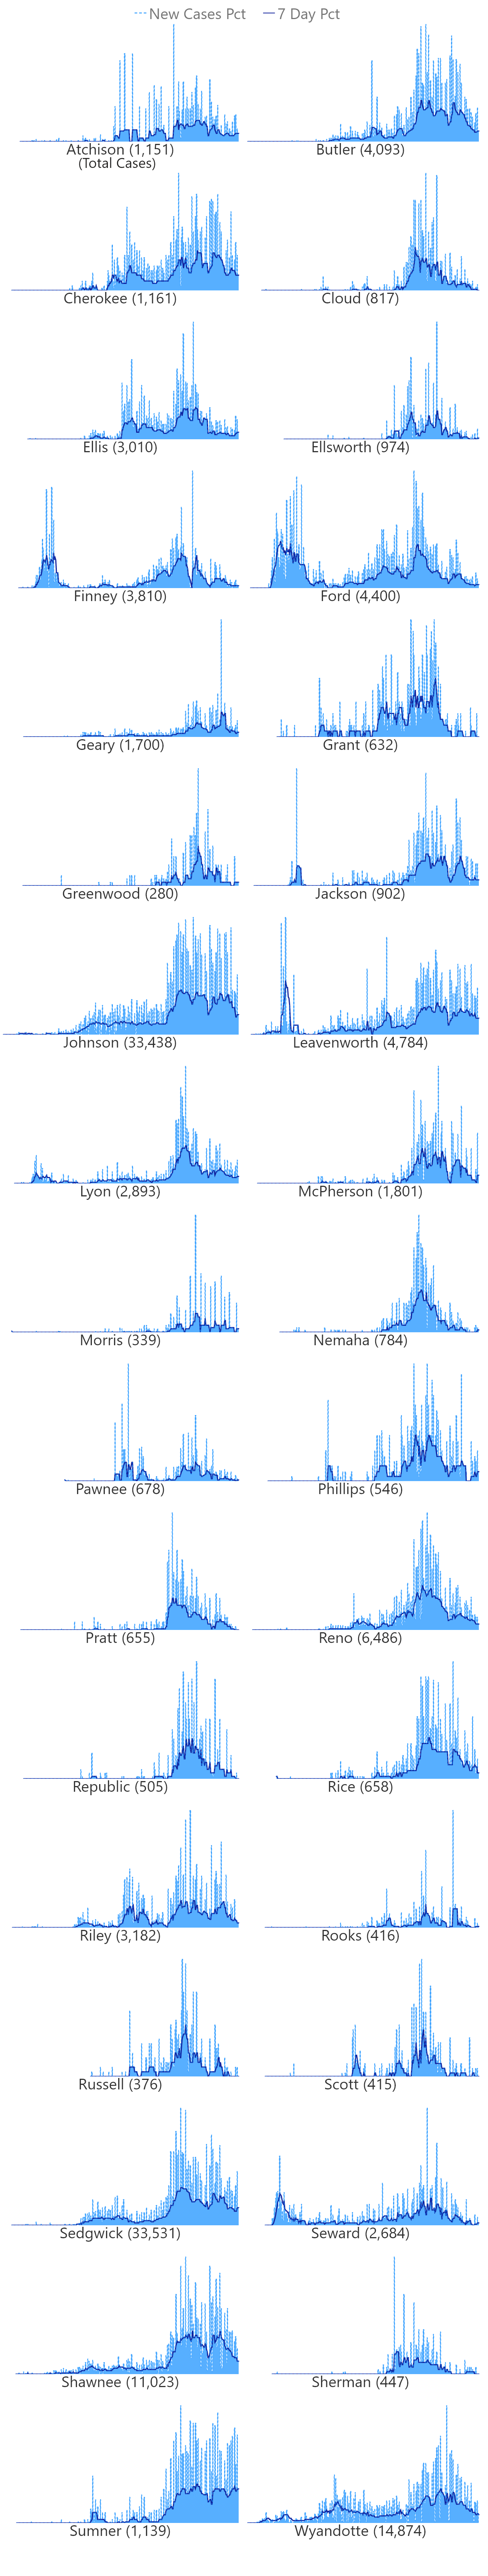 New Cases Pct 7 Day Pct
Atchison (1,151) Butler (4,093)
(Total Cases)
Cherokee (1,161) Cloud (817)
Ellis (3,010) Ellsworth (974)
Finney (3,810) Ford (4,400)
Geary (1,700) Grant (632)
Greenwood (280) Jackson (902)
Johnson (33,438) Leavenworth (4,784)
Lyon (2,893) McPherson (1,801)
Morris (339) Nemaha (784)
Pawnee (678) Phillips (546)
Pratt (655) Reno (6,486)
Republic (505) Rice (658)
Riley (3,182) Rooks (416)
Russell (376) Scott (415)
Sedgwick (33,531) Seward (2,684)
Shawnee (11,023) Sherman (447)
Sumner (1,139) Wyandotte (14,874)